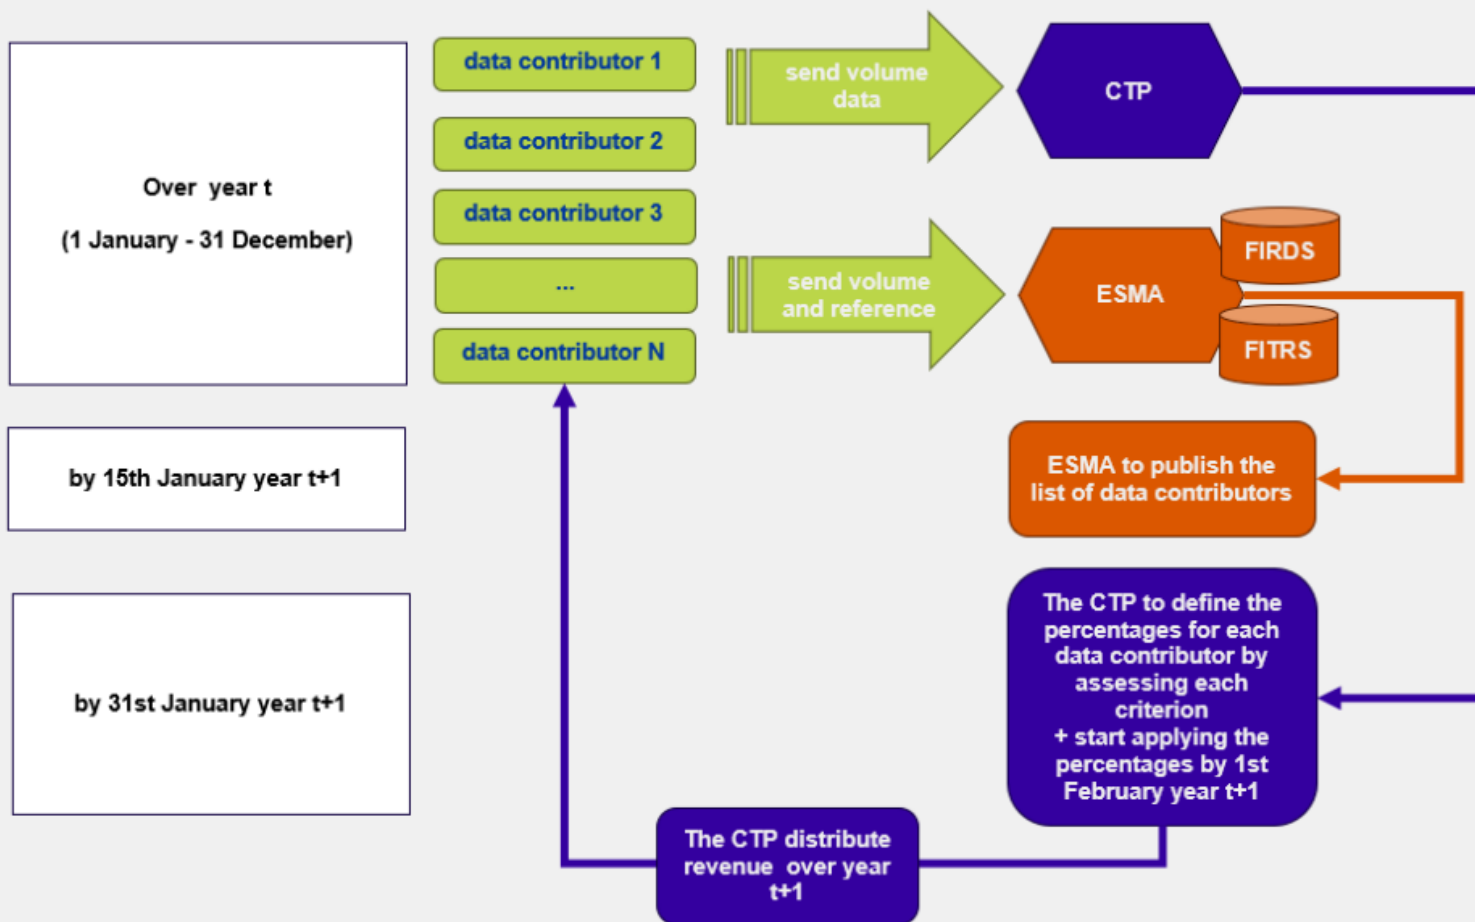 Over year t
(1 January - 31 December)
data contributor 1
data contributor 2
data contributor 3
...
data contributor N
send volume
data
CTP
send volume
and reference
ESMA
FIRDS
FITRS
by 15th January year t+1
ESMA to publish the
list of data contributors
by 31st January year t+1
The CTP to define the
percentages for each
data contributor by
assessing each
criterion
+ start applying the
percentages by 1st
February year t+1
The CTP distribute
revenue over year
t+1